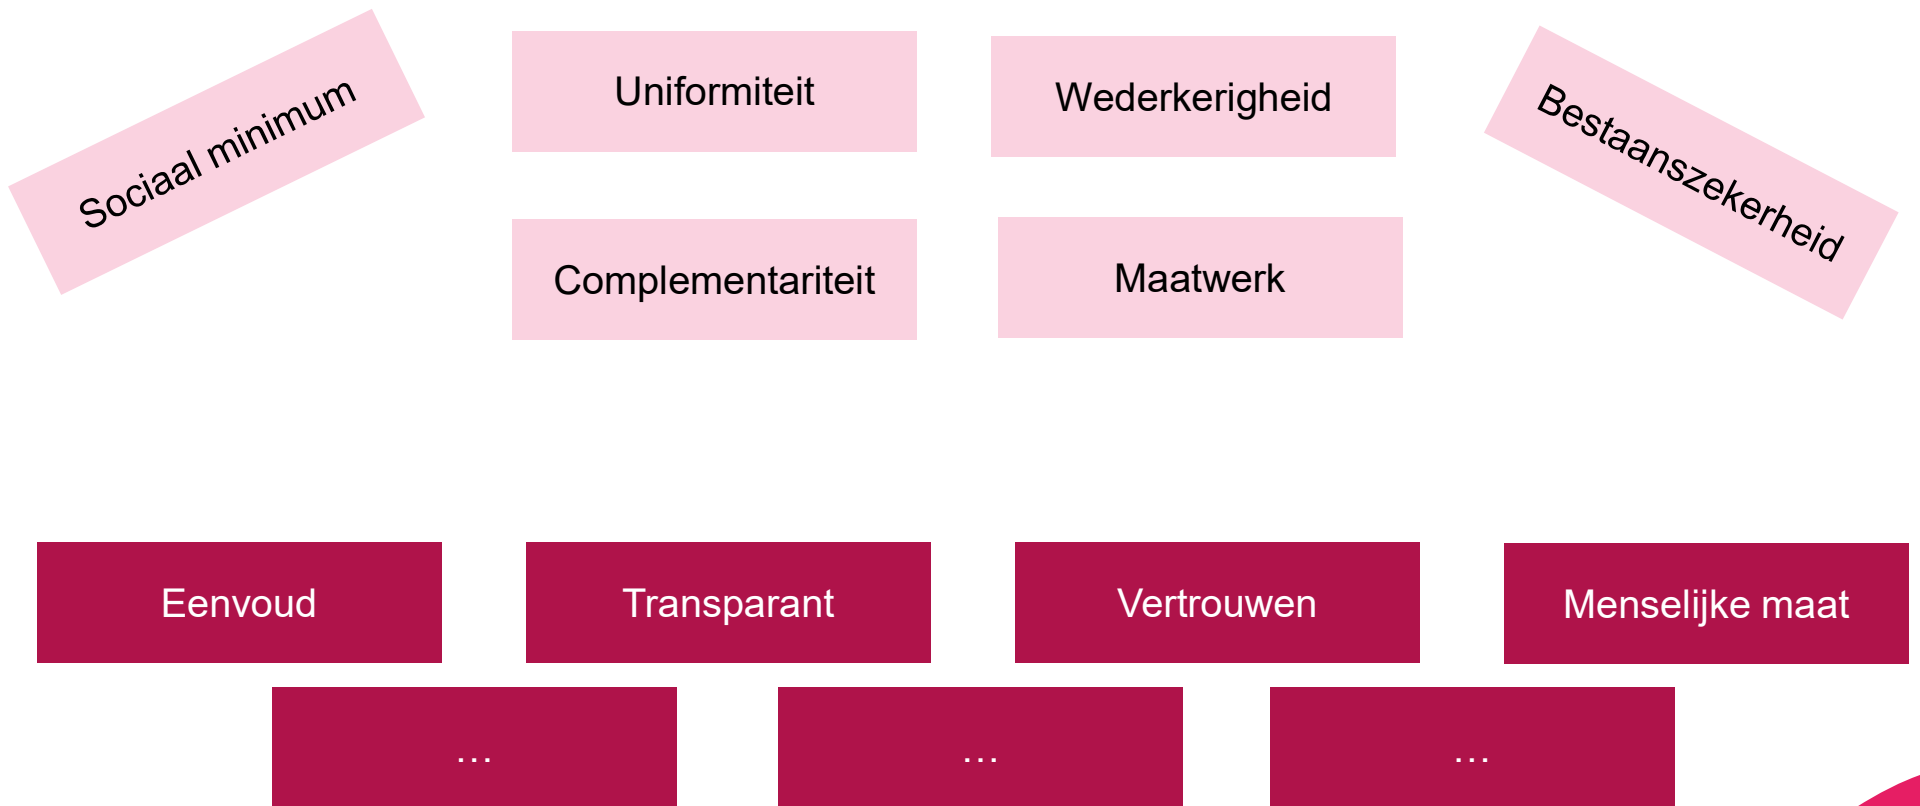 Sociaal minimum
Uniformiteit
Wederkerigheid
Bestaanszekerheid
Complementariteit
Maatwerk
Eenvoud
Transparant
Vertrouwen
Menselijke maat
...
...
...